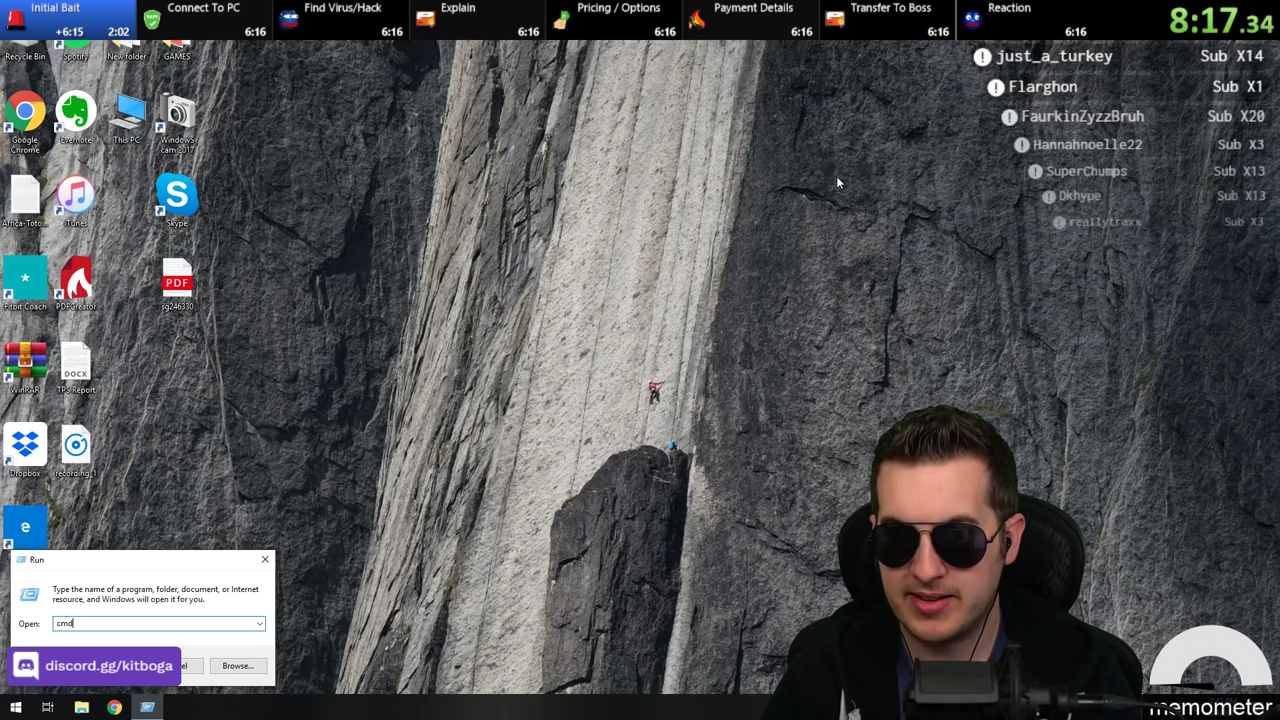 Initial Bait
+6:15 2:02
Connect To PC
6:16
Find Virus/Hack
6:16
Explain
6:16
Pricing / Options
6:16
Payment Details
6:16
Transfer To Boss
6:16
Reaction
6:16
8:17.34
just_a_turkey Sub X14
Flarghon Sub X1
FaurkinZyzzBruh Sub X20
Hannahnoelle22 Sub X3
SuperChumps Sub X13
Dkhype Sub X13
reallytraxx Sub X3
Recycle Bin
Spotify
New folder
GAMES
Google
Chrome
Evernote
This PC
WindowS
cam 2017
Africa-Toto...
iTunes
Skype
Fitbit Coach
PDFCreator
PDF
sg246330
WinRAR
DOCX
TPS Report
Dropbox
recording_1
e
Run
Type the name of a program, folder, document, or Internet
resource, and Windows will open it for you.
Open: cmd
Browse...
discord.gg/kitboga
memometer